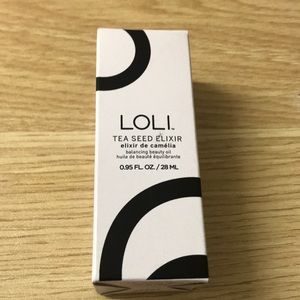 LOLI™
TEA SEED ELIXIR
elixir de camélia
balancing beauty oil
huile de beauté équilibrante
0.95 FL. OZ. / 28 ML